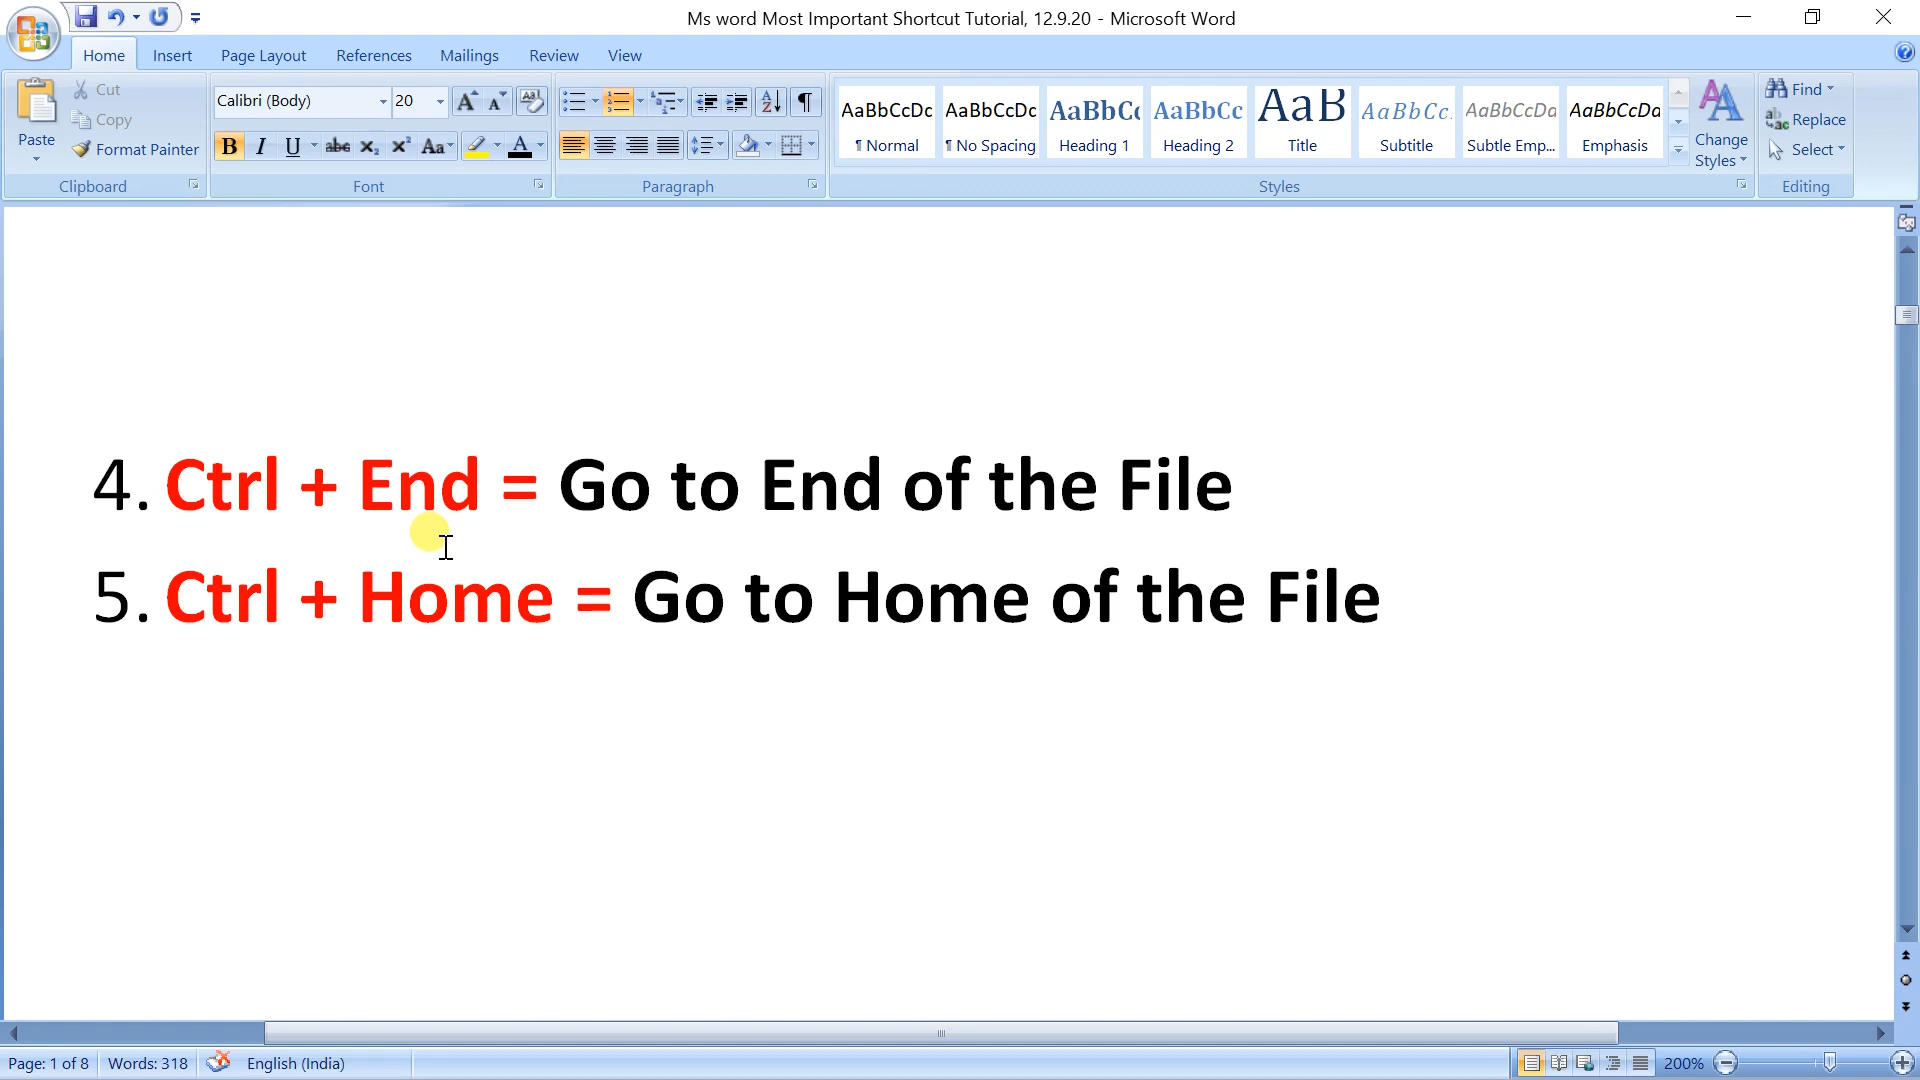 Ms word Most Important Shortcut Tutorial, 12.9.20 - Microsoft Word
Home Insert Page Layout References Mailings Review View
Paste
Cut
Copy
Format Painter
Clipboard
Calibri (Body) 20
B I U abc x₂ x² Aa A
Font
Paragraph
AaBbCcDc AaBbCcDc AaBbCc AaBbCc AaB AaBbCc. AaBbCcDa AaBbCcDa
¶ Normal ¶ No Spacing Heading 1 Heading 2 Title Subtitle Subtle Emp... Emphasis
Change Styles
Styles
Find
Replace
Select
Editing
4. Ctrl + End = Go to End of the File
5. Ctrl + Home = Go to Home of the File
Page: 1 of 8 Words: 318 English (India) 200%